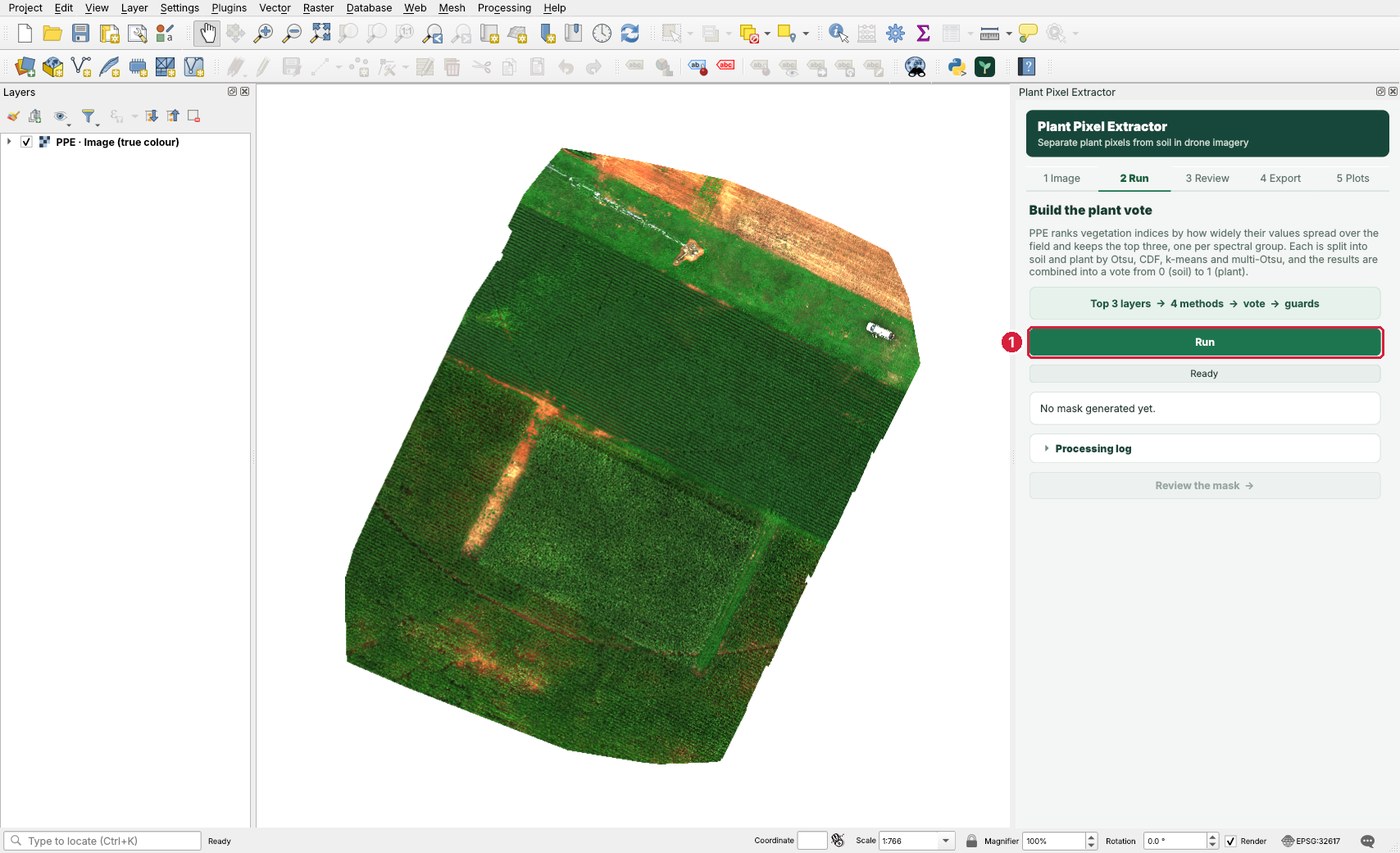 Project Edit View Layer Settings Plugins Vector Raster Database Web Mesh Processing Help
Layers
PPE · Image (true colour)
Plant Pixel Extractor
Plant Pixel Extractor
Separate plant pixels from soil in drone imagery
1 Image 2 Run 3 Review 4 Export 5 Plots
Build the plant vote
PPE ranks vegetation indices by how widely their values spread over the
field and keeps the top three, one per spectral group. Each is split into
soil and plant by Otsu, CDF, k-means and multi-Otsu, and the results are
combined into a vote from 0 (soil) to 1 (plant).
Top 3 layers → 4 methods → vote → guards
1 Run
Ready
No mask generated yet.
Processing log
Review the mask →
Type to locate (Ctrl+K) Ready Coordinate Scale 1:766 Magnifier 100% Rotation 0.0 ° Render EPSG:32617